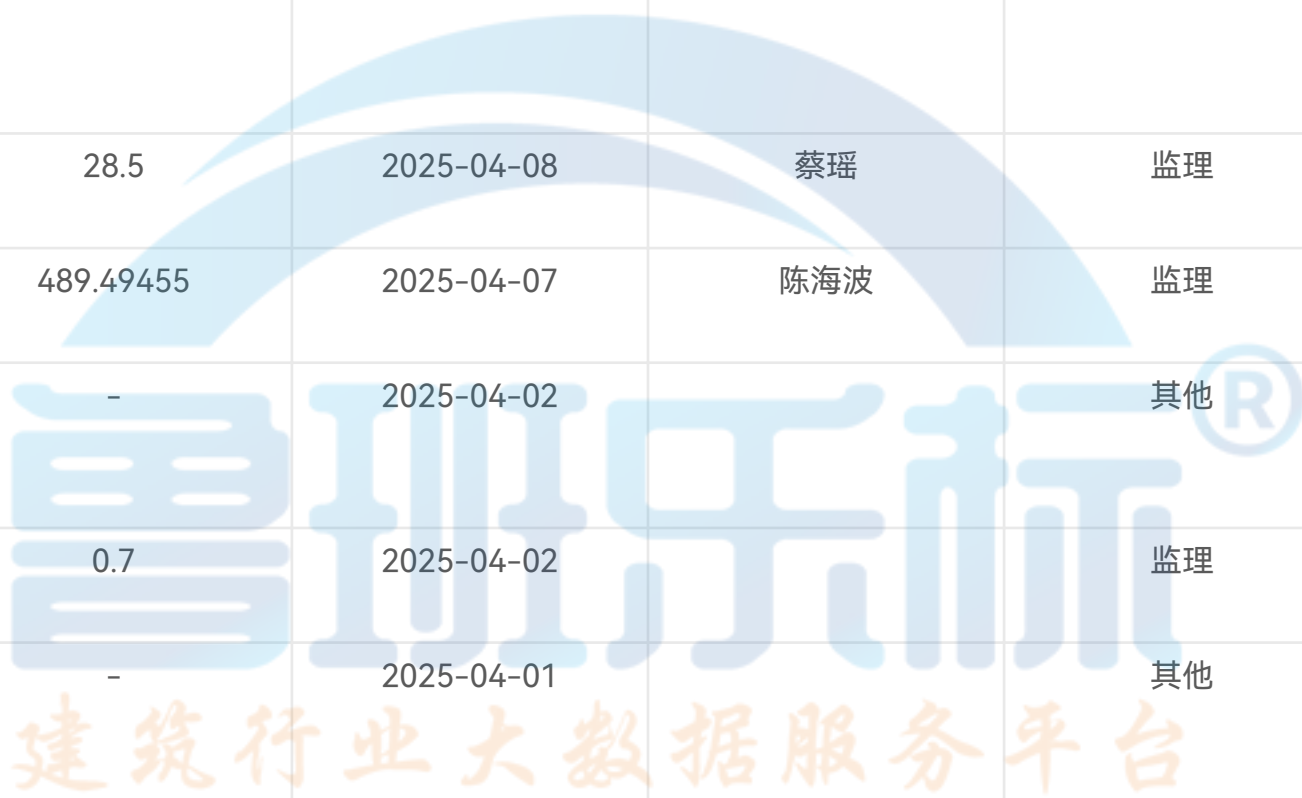 28.5 2025-04-08 蔡瑶 监理
489.49455 2025-04-07 陈海波 监理
- 2025-04-02 其他
0.7 2025-04-02 监理
- 2025-04-01 其他
鲁班乐标®
建筑行业大数据服务平台